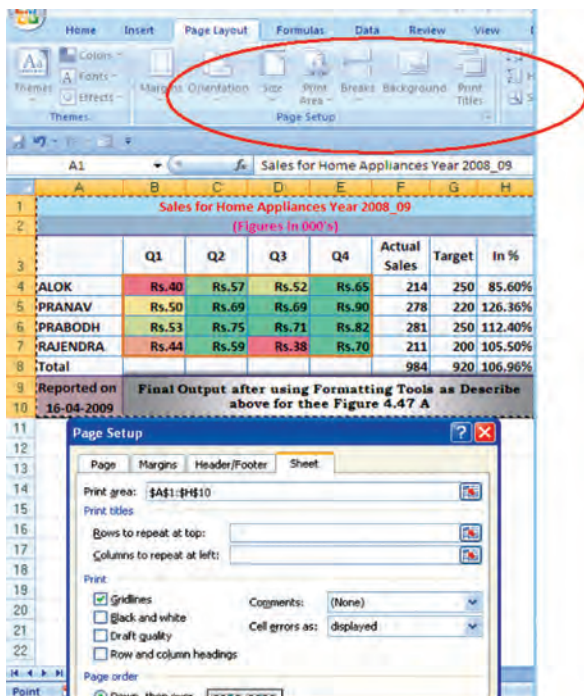 Home Insert Page Layout Formulas Data Review View
Colors
Fonts
Effects
Themes
Margins Orientation Size Print Area Breaks Background Print Titles
Themes Page Setup
A1 fx Sales for Home Appliances Year 2008_09
A B C D E F G H
1 Sales for Home Appliances Year 2008_09
2 (Figures in 000's)
3 Q1 Q2 Q3 Q4 Actual Sales Target In %
4 ALOK Rs.40 Rs.57 Rs.52 Rs.65 214 250 85.60%
5 PRANAV Rs.50 Rs.69 Rs.69 Rs.90 278 220 126.36%
6 PRABODH Rs.53 Rs.75 Rs.71 Rs.82 281 250 112.40%
7 RAJENDRA Rs.44 Rs.59 Rs.38 Rs.70 211 200 105.50%
8 Total 984 920 106.96%
9 Reported on Final Output after using Formatting Tools as Describe
10 16-04-2009 above for thee Figure 4.47 A
11
12 Page Setup
13 Page Margins Header/Footer Sheet
14 Print area: $A$1:$H$10
15 Print titles
16 Rows to repeat at top:
17 Columns to repeat at left:
18 Print
19 Gridlines Comments: (None)
20 Black and white
21 Draft quality Cell errors as: displayed
22 Row and column headings
Page order
Point Down, then over